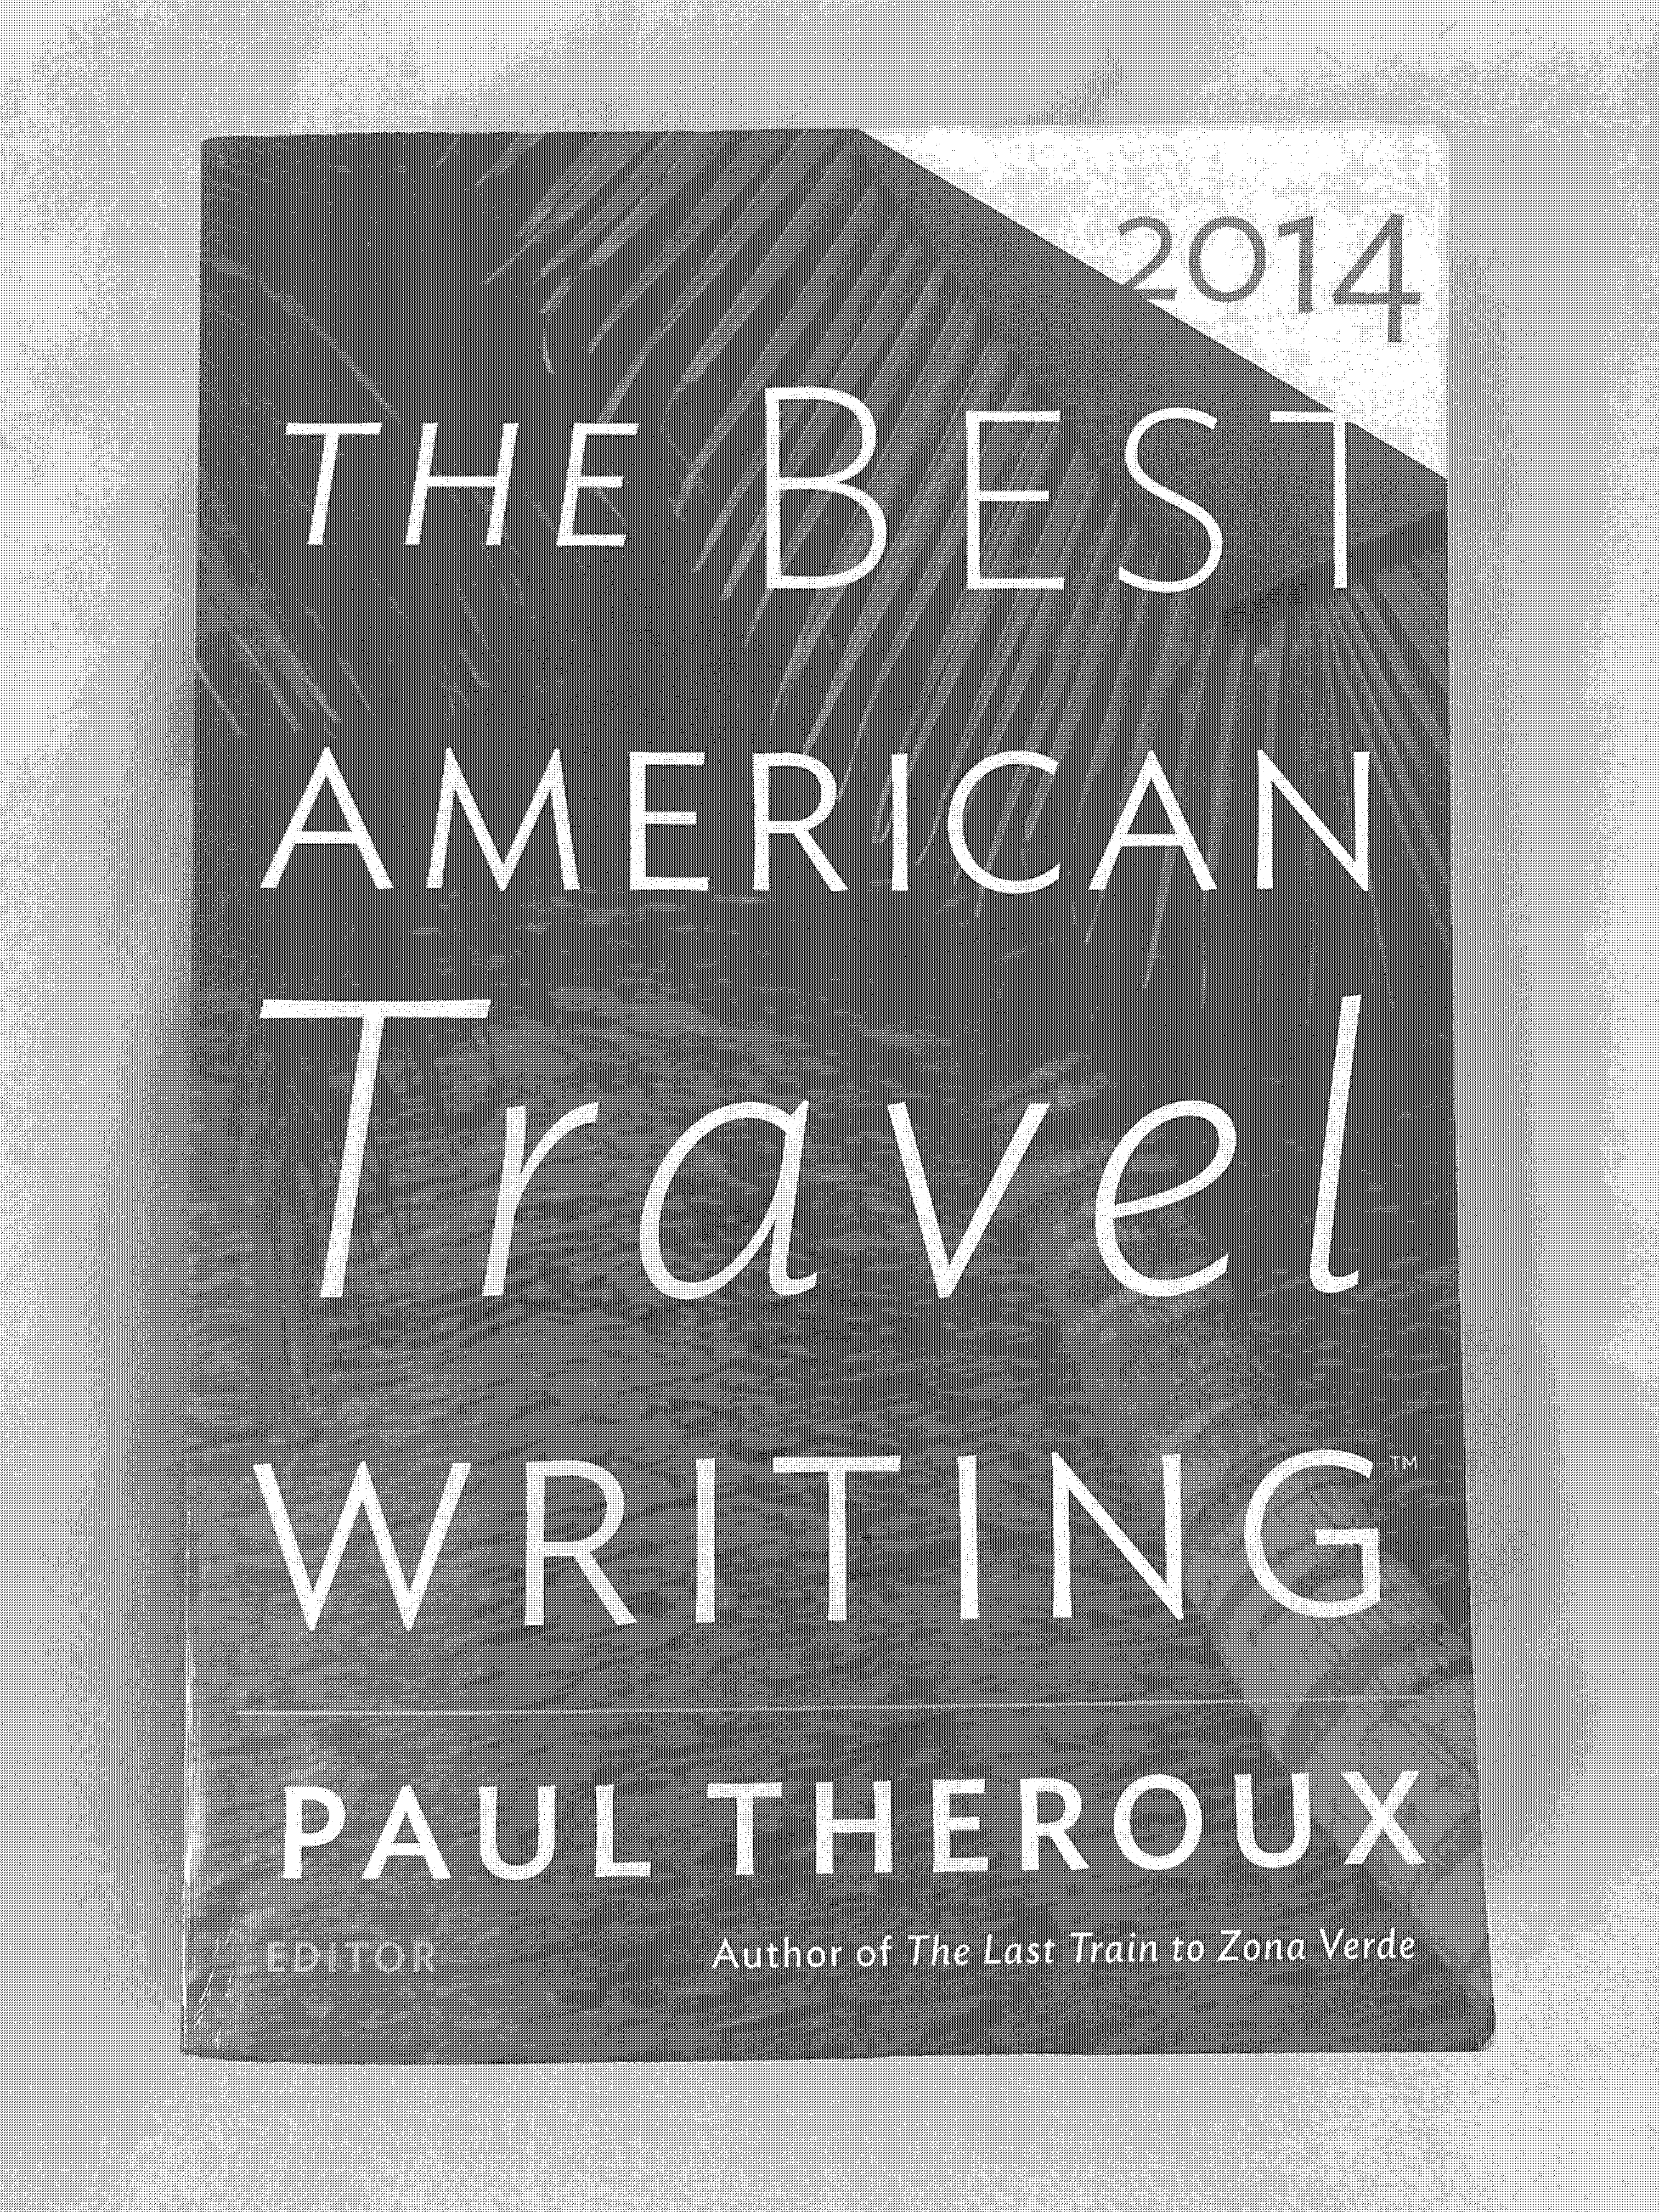 2014
THE BEST
AMERICAN
Travel
WRITING™
PAUL THEROUX
EDITOR
Author of The Last Train to Zona Verde